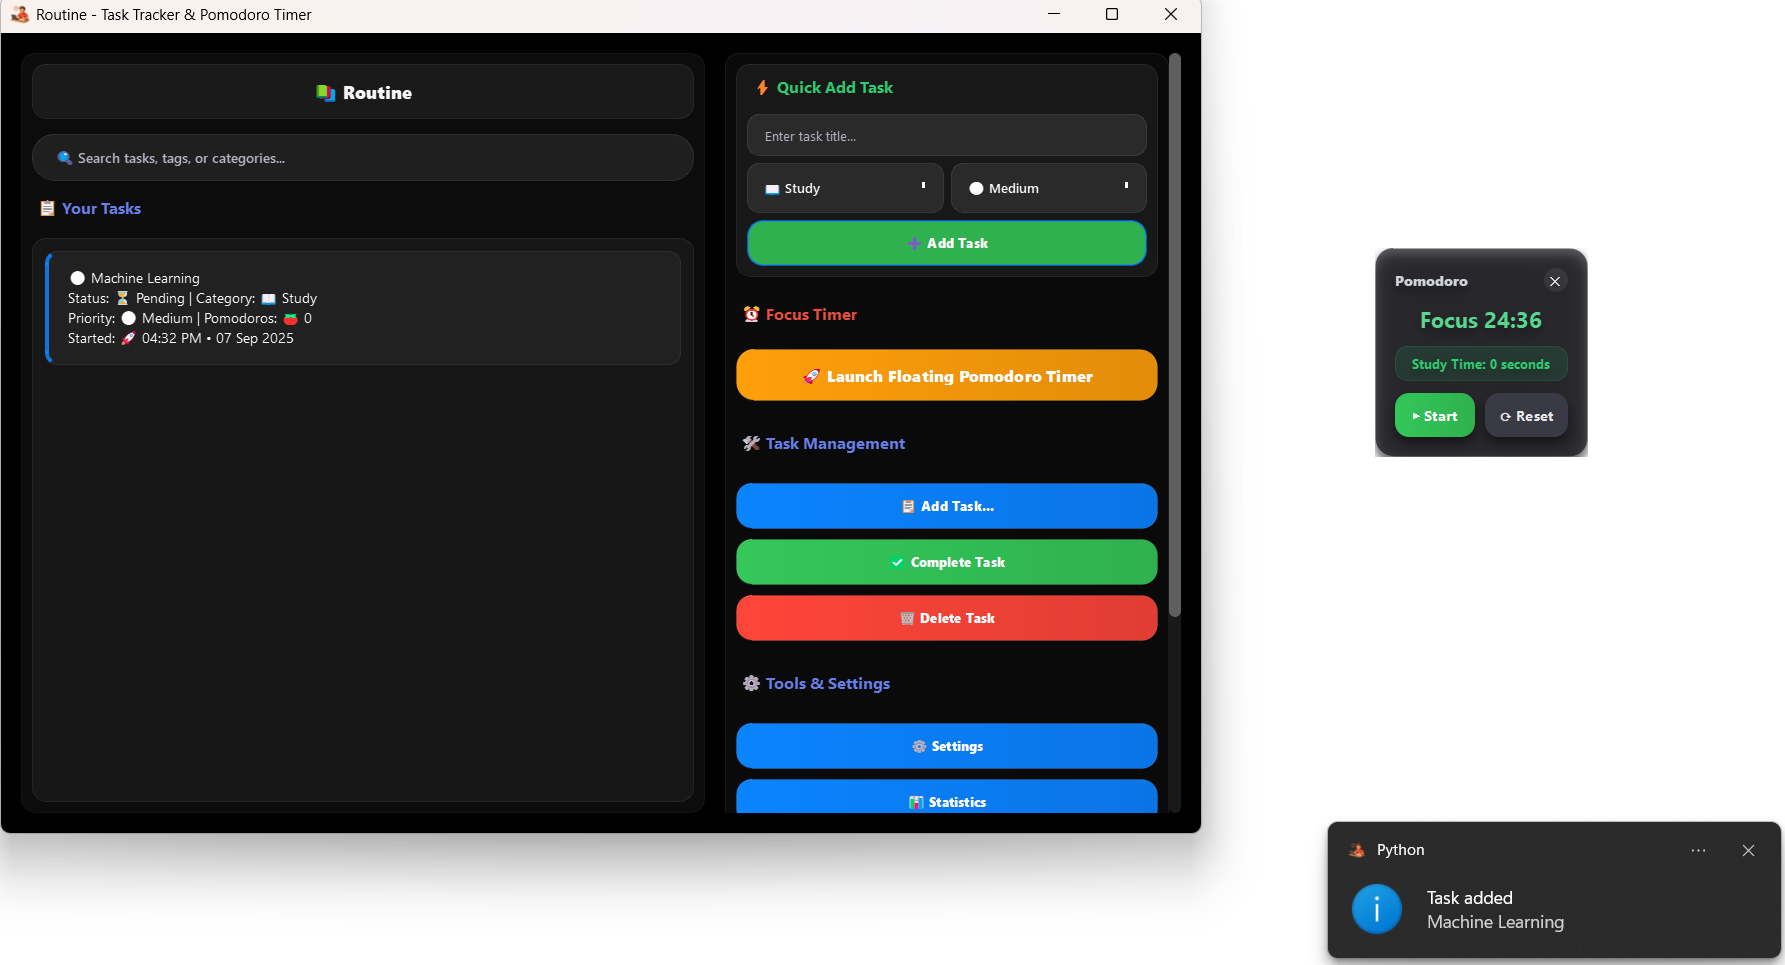 Routine - Task Tracker & Pomodoro Timer
Routine
Search tasks, tags, or categories...
Your Tasks
Machine Learning
Status: Pending | Category: Study
Priority: Medium | Pomodoros: 0
Started: 04:32 PM • 07 Sep 2025
Quick Add Task
Enter task title...
Study
Medium
Add Task
Focus Timer
Launch Floating Pomodoro Timer
Task Management
Add Task...
Complete Task
Delete Task
Tools & Settings
Settings
Statistics
Pomodoro
Focus 24:36
Study Time: 0 seconds
Start
Reset
Python
Task added
Machine Learning